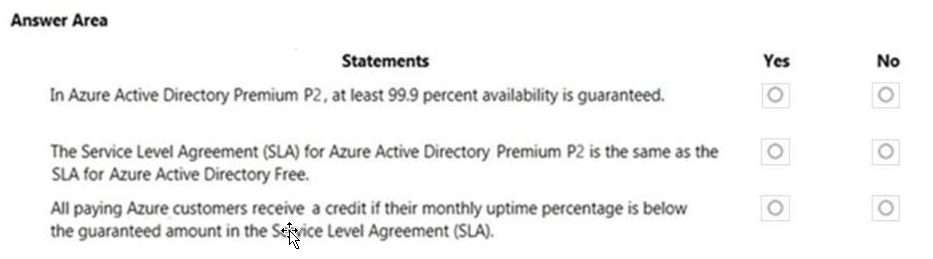 Answer Area
Statements Yes No
In Azure Active Directory Premium P2, at least 99.9 percent availability is guaranteed.
The Service Level Agreement (SLA) for Azure Active Directory Premium P2 is the same as the
SLA for Azure Active Directory Free.
All paying Azure customers receive a credit if their monthly uptime percentage is below
the guaranteed amount in the Service Level Agreement (SLA).